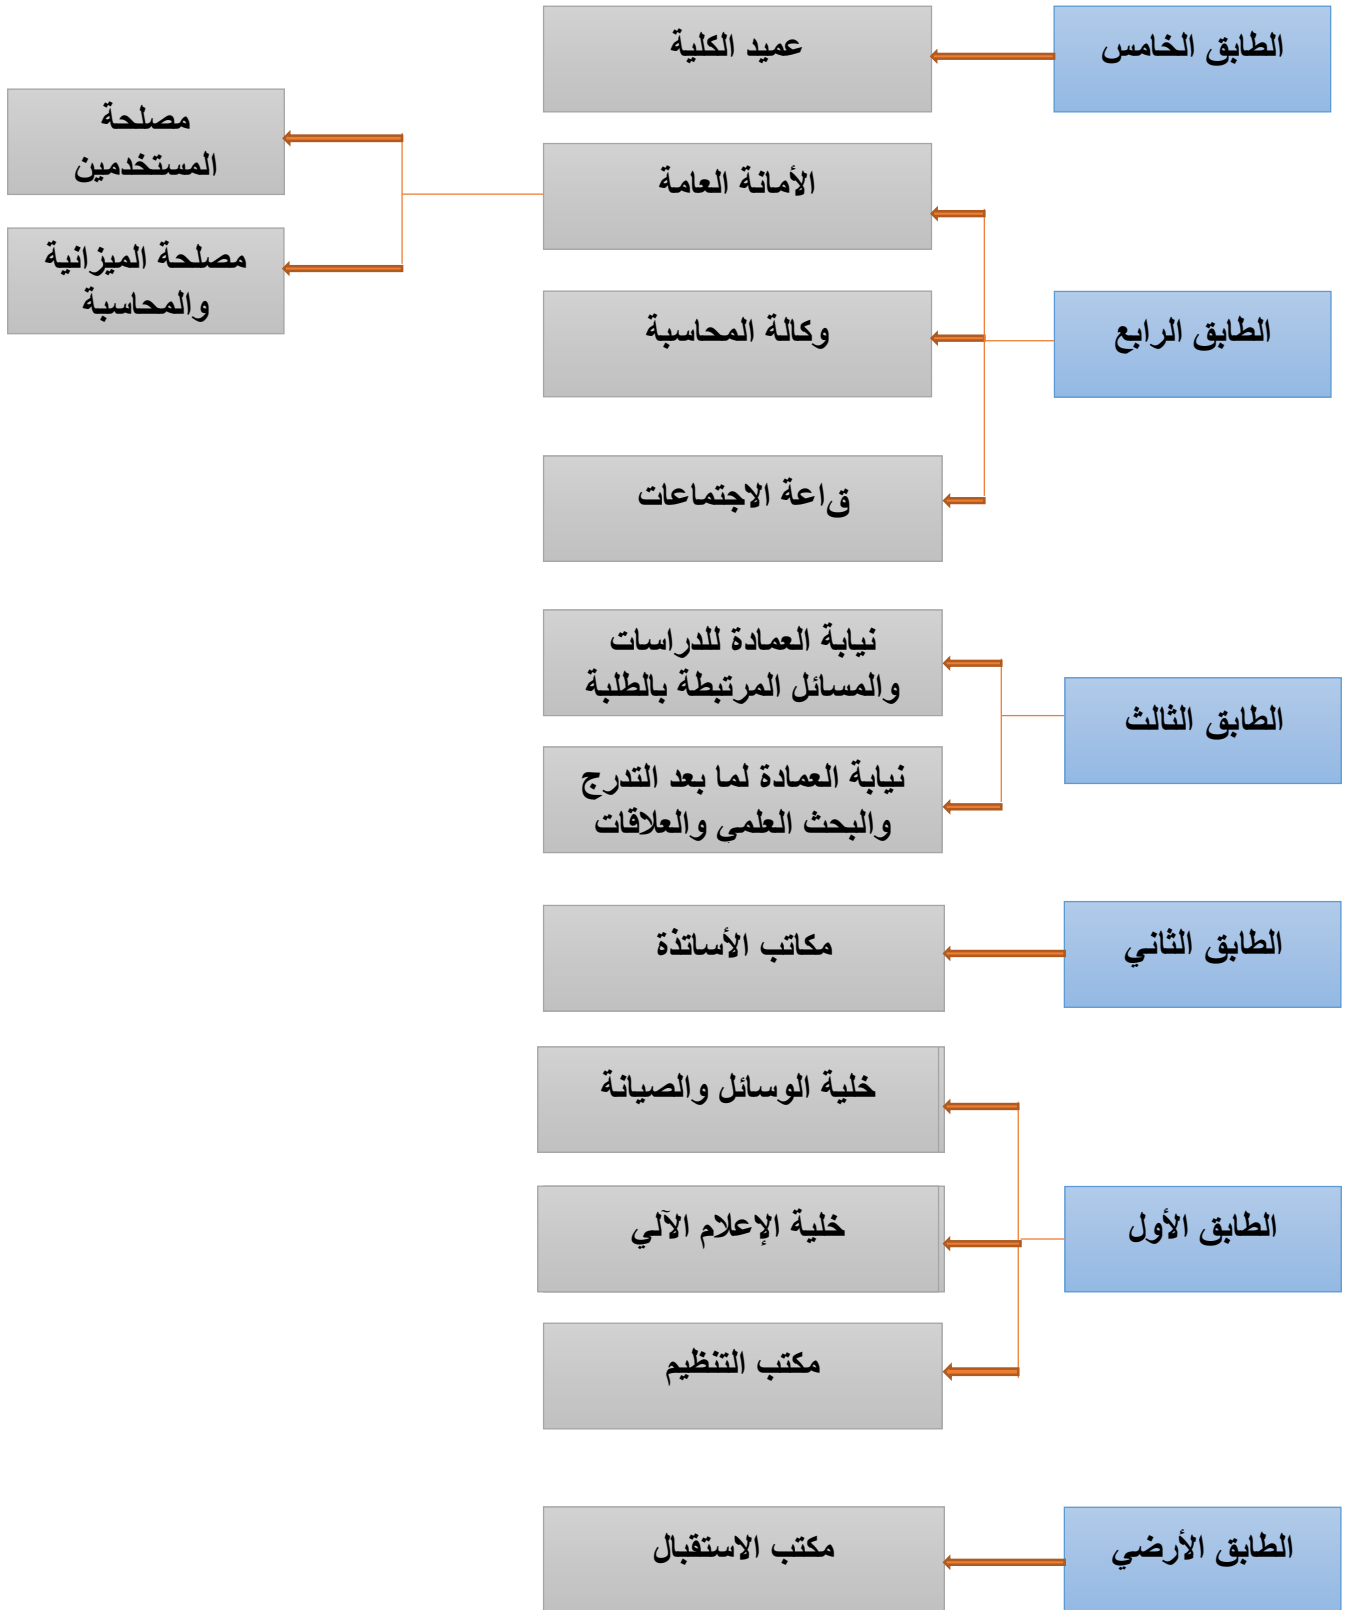 الطابق الخامس
عميد الكلية
الأمانة العامة
مصلحة
المستخدمين
مصلحة الميزانية
والمحاسبة
الطابق الرابع
وكالة المحاسبة
قاعة الاجتماعات
نيابة العمادة للدراسات
والمسائل المرتبطة بالطلبة
الطابق الثالث
نيابة العمادة لما بعد التدرج
والبحث العلمي والعلاقات
الطابق الثاني
مكاتب الأساتذة
خلية الوسائل والصيانة
الطابق الأول
خلية الإعلام الآلي
مكتب التنظيم
الطابق الأرضي
مكتب الاستقبال